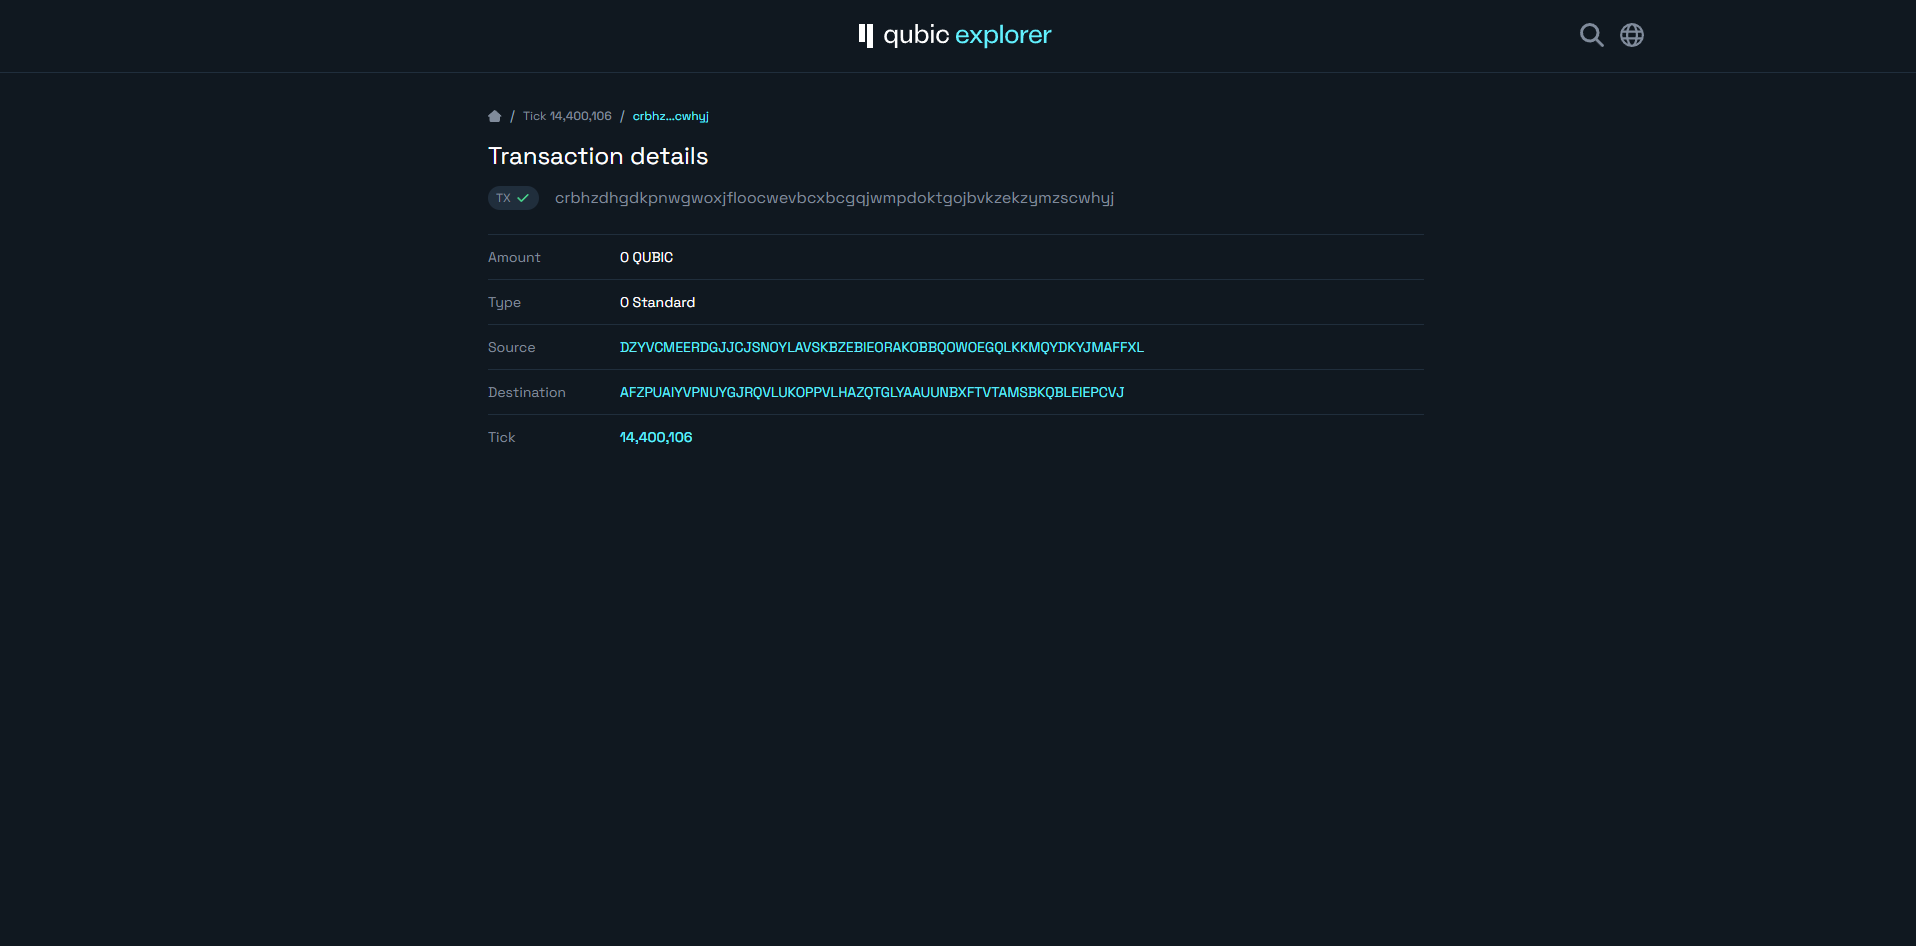 qubic explorer
/ Tick 14,400,106 / crbhz...cwhyj
Transaction details
TX crbhzdhgdkpnwgwoxjfloocwevbcxbcgqjwmpdoktgojbvkzekzymzscwhyj
Amount 0 QUBIC
Type 0 Standard
Source DZYVCMEERDGJJCJSNOYLAVSKBZEBIEORAKOBBQOWOEGQLKKMQYDKYJMAFFXL
Destination AFZPUAIYVPNUYGJRQVLUKOPPVLHAZQTGLYAAUUNBXFTVTAMSBKQBLEIEPCVJ
Tick 14,400,106